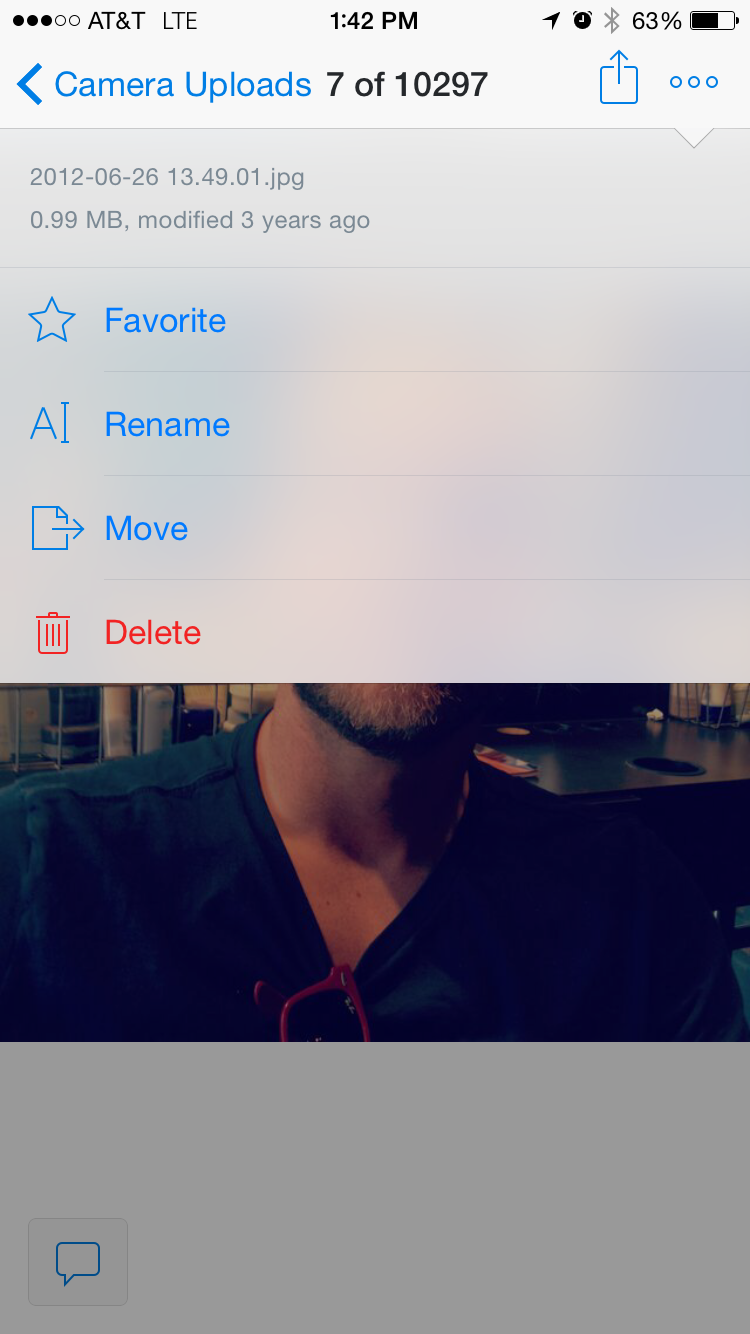 AT&T LTE 1:42 PM 63%
Camera Uploads 7 of 10297
2012-06-26 13.49.01.jpg
0.99 MB, modified 3 years ago
Favorite
AI Rename
Move
Delete